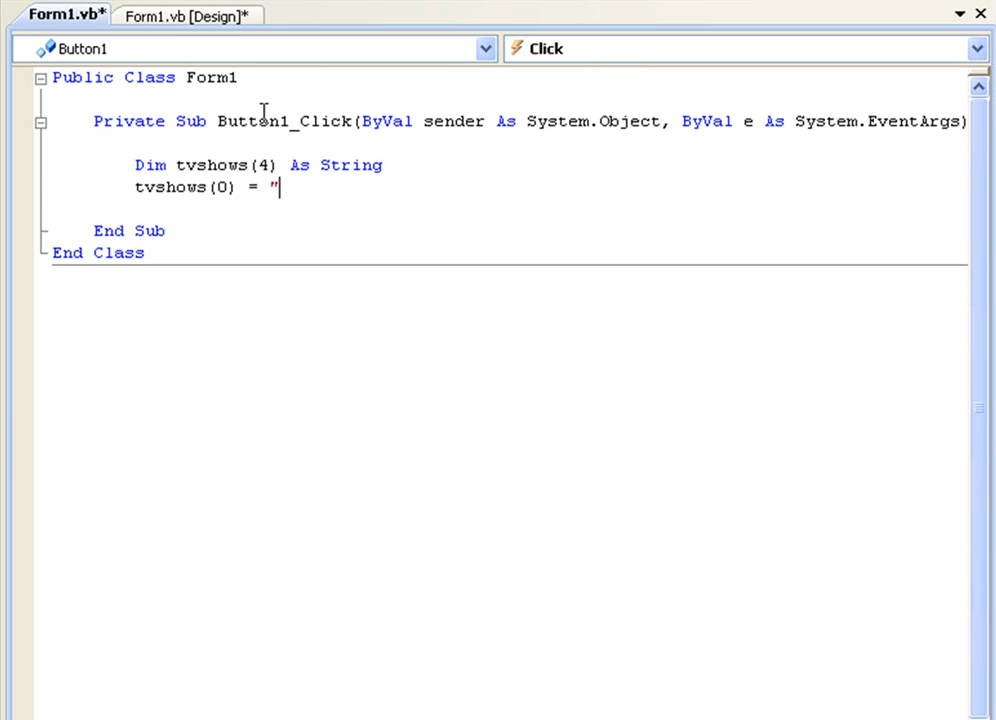 Form1.vb* Form1.vb [Design]*
Button1 Click
Public Class Form1
Private Sub Button1_Click(ByVal sender As System.Object, ByVal e As System.EventArgs)
Dim tvshows(4) As String
tvshows(0) = "
End Sub
End Class